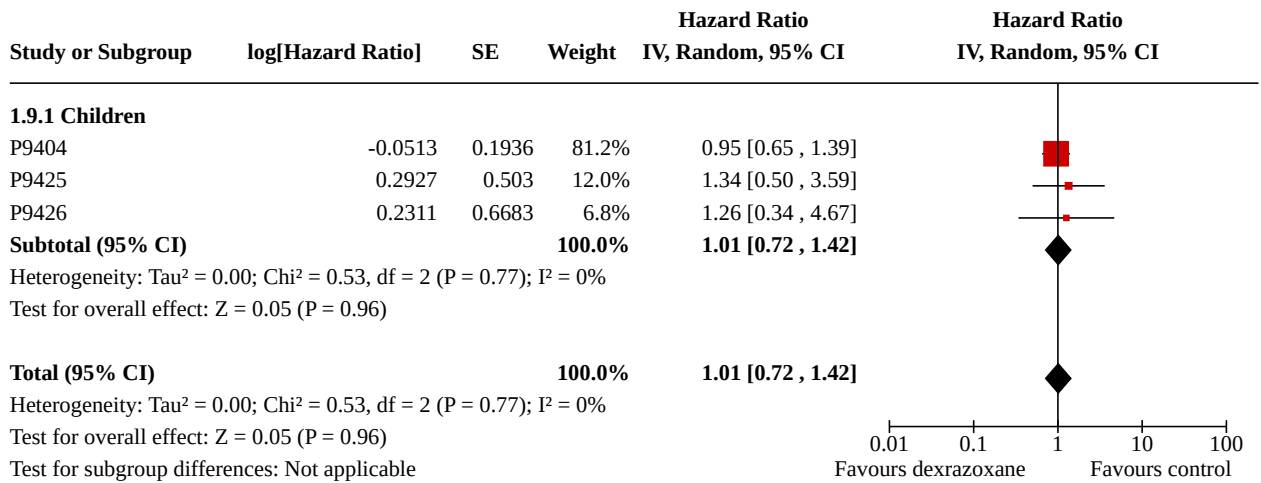 Hazard Ratio Hazard Ratio
Study or Subgroup log[Hazard Ratio] SE Weight IV, Random, 95% CI IV, Random, 95% CI
1.9.1 Children
P9404 -0.0513 0.1936 81.2% 0.95 [0.65 , 1.39]
P9425 0.2927 0.503 12.0% 1.34 [0.50 , 3.59]
P9426 0.2311 0.6683 6.8% 1.26 [0.34 , 4.67]
Subtotal (95% CI) 100.0% 1.01 [0.72 , 1.42]
Heterogeneity: Tau² = 0.00; Chi² = 0.53, df = 2 (P = 0.77); I² = 0%
Test for overall effect: Z = 0.05 (P = 0.96)
Total (95% CI) 100.0% 1.01 [0.72 , 1.42]
Heterogeneity: Tau² = 0.00; Chi² = 0.53, df = 2 (P = 0.77); I² = 0%
Test for overall effect: Z = 0.05 (P = 0.96) 0.01 0.1 1 10 100
Test for subgroup differences: Not applicable Favours dexrazoxane Favours control